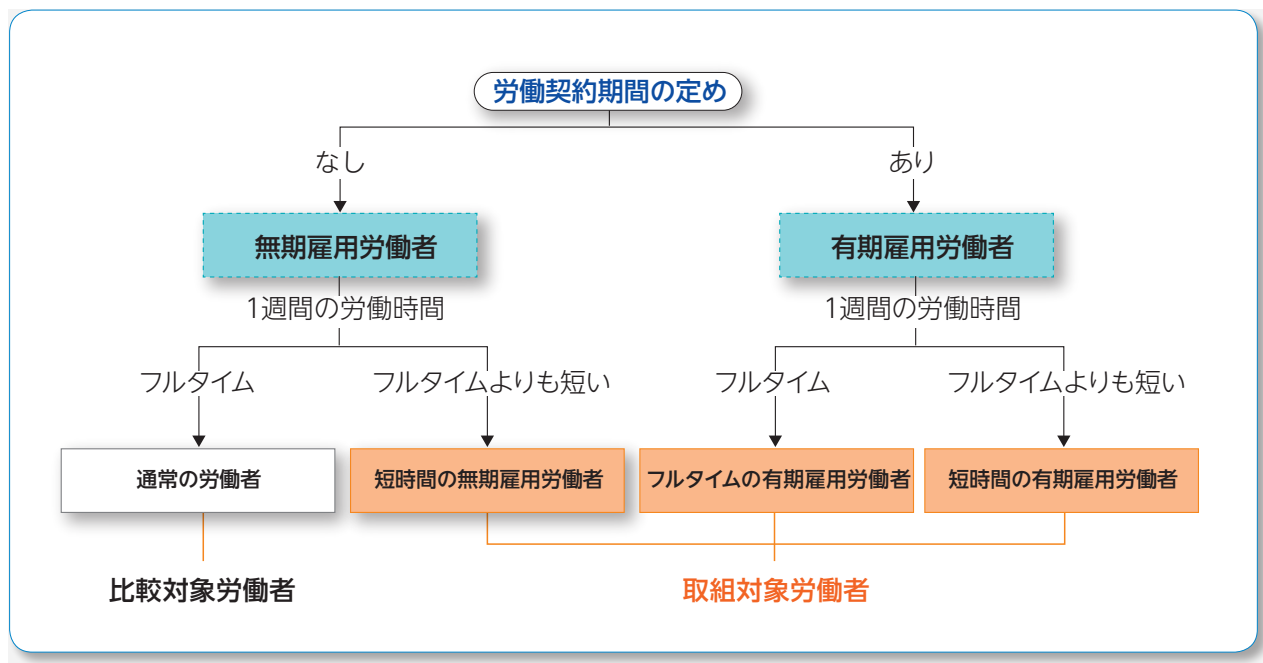 労働契約期間の定め
なし
あり
無期雇用労働者
有期雇用労働者
1週間の労働時間
1週間の労働時間
フルタイム
フルタイムよりも短い
フルタイム
フルタイムよりも短い
通常の労働者
短時間の無期雇用労働者
フルタイムの有期雇用労働者
短時間の有期雇用労働者
比較対象労働者
取組対象労働者